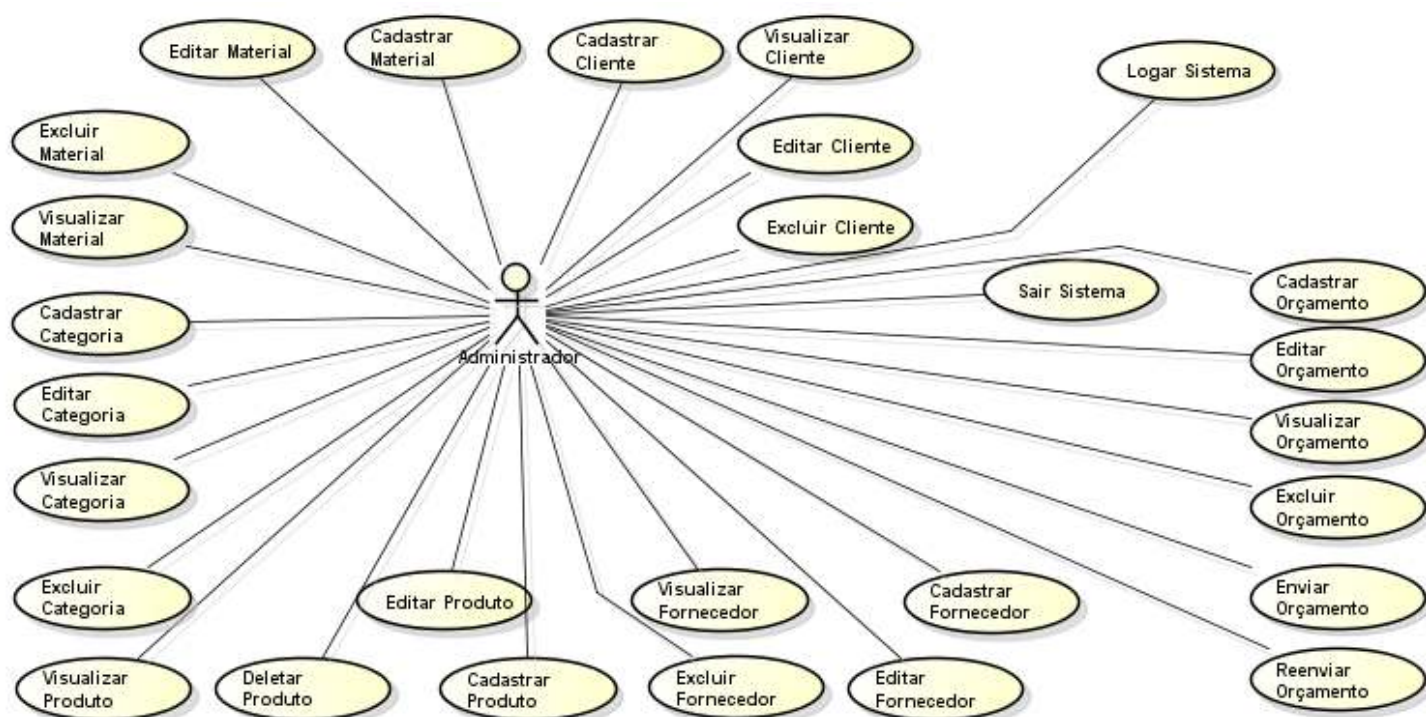 Editar Material
Cadastrar
Material
Cadastrar
Cliente
Visualizar
Cliente
Logar Sistema
Excluir
Material
Editar Cliente
Visualizar
Material
Excluir Cliente
Cadastrar
Categoria
Sair Sistema
Cadastrar
Orçamento
Administrador
Editar
Orçamento
Editar
Categoria
Visualizar
Orçamento
Visualizar
Categoria
Excluir
Orçamento
Excluir
Categoria
Editar Produto
Visualizar
Fornecedor
Cadastrar
Fornecedor
Enviar
Orçamento
Visualizar
Produto
Deletar
Produto
Cadastrar
Produto
Excluir
Fornecedor
Editar
Fornecedor
Reenviar
Orçamento